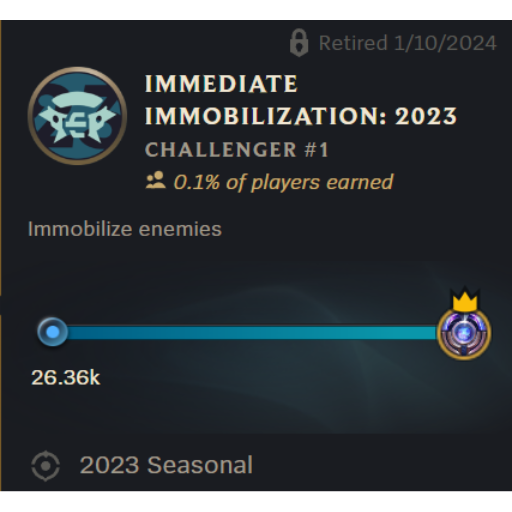 Retired 1/10/2024
IMMEDIATE
IMMOBILIZATION: 2023
CHALLENGER #1
0.1% of players earned
Immobilize enemies
26.36k
2023 Seasonal